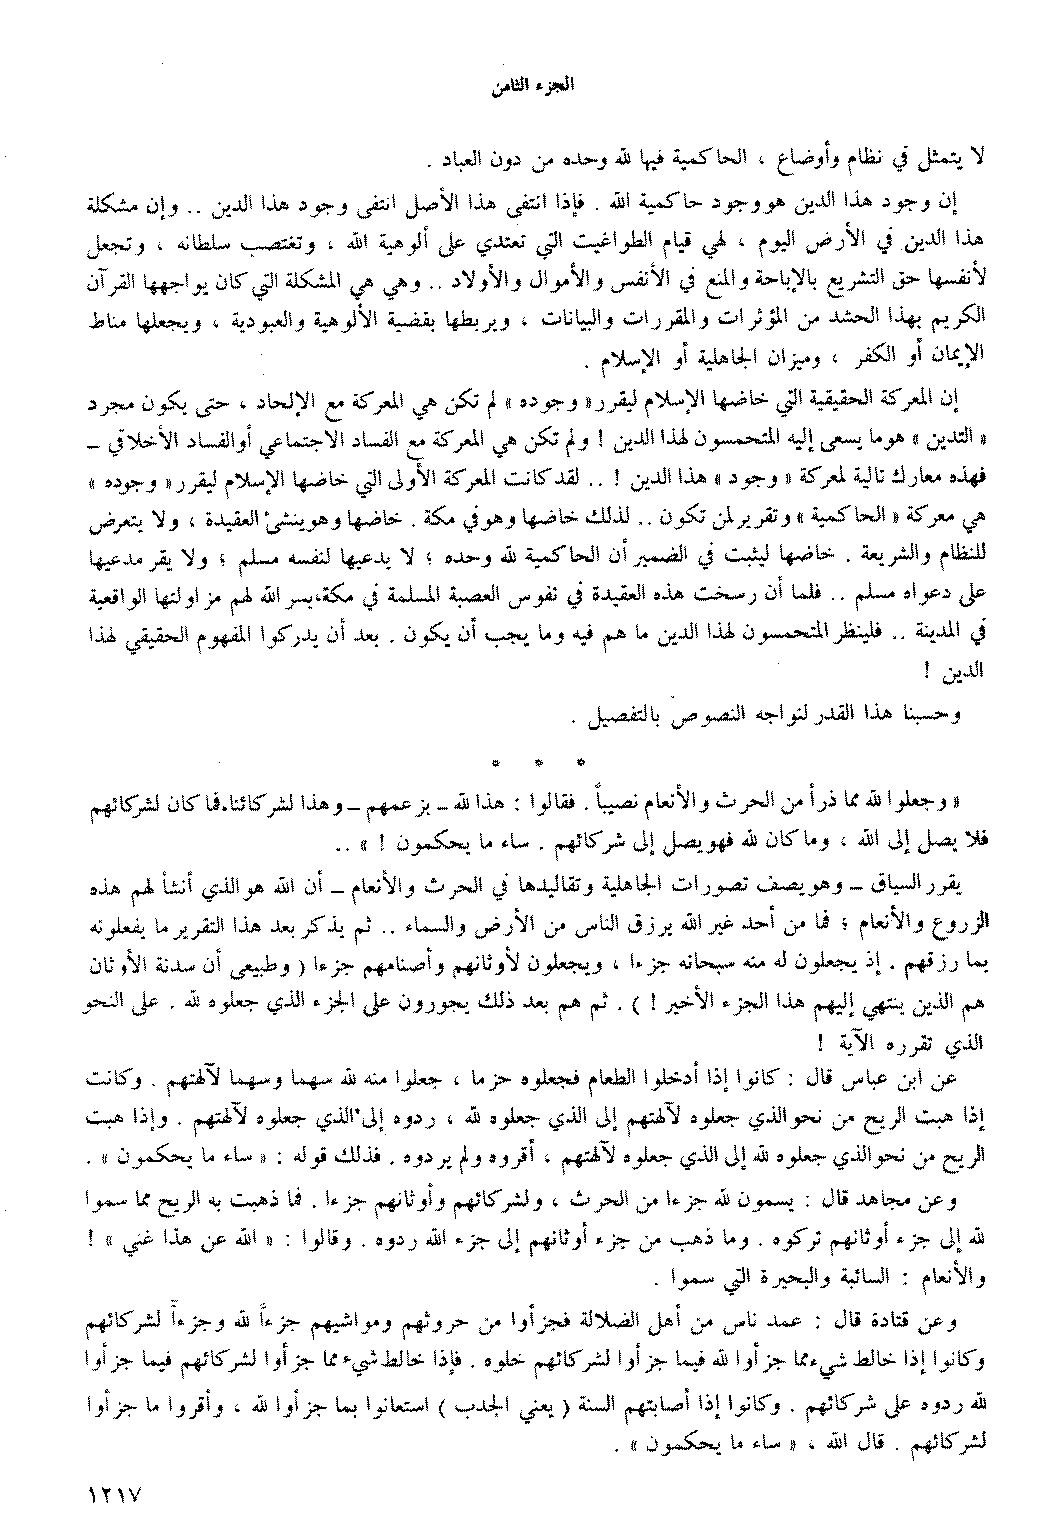 الجزء الثامن
لا يتمثل في نظام وأوضاع ، الحاكمية فيها لله وحده من دون العباد .
إن وجود هذا الدين هو وجود حاكمية الله . فإذا انتفى هذا الأصل انتفى وجود هذا الدين .. وإن مشكلة
هذا الدين في الأرض اليوم ، لهي قيام الطواغيت التي تعتدي على ألوهية الله ، وتغتصب سلطانه ، وتجعل
لأنفسها حق التشريع بالإباحة والمنع في الأنفس والأموال والأولاد .. وهي هي المشكلة التي كان يواجهها القرآن
الكريم بهذا الحشد من المؤثرات والمقررات والبيانات ، ويربطها بقضية الألوهية والعبودية ، ويجعلها مناط
الإيمان أو الكفر ، وميزان الجاهلية أو الإسلام .
إن المعركة الحقيقية التي خاضها الإسلام ليقرر « وجوده » لم تكن هي المعركة مع الإلحاد ، حتى يكون مجرد
« التدين » هو ما يسعى إليه المتحمسون لهذا الدين ! ولم تكن هي المعركة مع الفساد الاجتماعي أو الفساد الأخلاقي –
فهذه معارك تالية لمعركة « وجود » هذا الدين ! .. لقد كانت المعركة الأولى التي خاضها الإسلام ليقرر « وجوده »
هي معركة « الحاكمية » وتقرير لمن تكون .. لذلك خاضها وهو في مكة . خاضها وهو ينشئ العقيدة ، ولا يتعرض
للنظام والشريعة . خاضها ليثبت في الضمير أن الحاكمية لله وحده ؛ لا يدعيها لنفسه مسلم ؛ ولا يقر مدعيها
على دعواه مسلم .. فلما أن رسخت هذه العقيدة في نفوس العصبة المسلمة في مكة ، يسر الله لهم مزاولتها الواقعية
في المدينة .. فلينظر المتحمسون لهذا الدين ما هم فيه وما يجب أن يكون . بعد أن يدركوا المفهوم الحقيقي لهذا
الدين !
وحسبنا هذا القدر لنواجه النصوص بالتفصيل .
* * *
« وجعلوا لله مما ذرأ من الحرث والأنعام نصيباً . فقالوا : هذا لله – بزعمهم – وهذا لشركائنا . فما كان لشركائهم
فلا يصل إلى الله ، وما كان لله فهو يصل إلى شركائهم . ساء ما يحكمون ! » ..
يقرر السياق – وهو يصف تصورات الجاهلية وتقاليدها في الحرث والأنعام – أن الله هو الذي أنشأ لهم هذه
الزروع والأنعام ؛ فما من أحد غير الله يرزق الناس من الأرض والسماء .. ثم يذكر بعد هذا التقرير ما يفعلونه
بما رزقهم . إذ يجعلون له منه سبحانه جزءا ، ويجعلون لأوثانهم وأصنامهم جزءا ( وطبيعي أن سدنة الأوثان
هم الذين ينتهي إليهم هذا الجزء الأخير ! ) . ثم هم بعد ذلك يجورون على الجزء الذي جعلوه لله . على النحو
الذي تقرره الآية !
عن ابن عباس قال : كانوا إذا أدخلوا الطعام فجعلوه حزما ، جعلوا منه لله سهما وسهما لآلهتهم . وكانت
إذا هبت الريح من نحو الذي جعلوه لآلهتهم إلى الذي جعلوه لله ، ردوه إلى الذي جعلوه لآلهتهم . وإذا هبت
الريح من نحو الذي جعلوه لله إلى الذي جعلوه لآلهتهم ، أقروه ولم يردوه . فذلك قوله : « ساء ما يحكمون » .
وعن مجاهد قال : يسمون لله جزءا من الحرث ، ولشركائهم وأوثانهم جزءا . فما ذهبت به الريح مما سموا
لله إلى جزء أوثانهم تركوه . وما ذهب من جزء أوثانهم إلى جزء الله ردوه . وقالوا : « الله عن هذا غني » !
والأنعام : السائبة والبحيرة التي سموا .
وعن قتادة قال : عمد ناس من أهل الضلالة فجزأوا من حروثهم ومواشيهم جزءاً لله وجزءاً لشركائهم
وكانوا إذا خالط شيء مما جزأوا لله فيما جزأوا لشركائهم خلوه . فإذا خالط شيء مما جزأوا لشركائهم فيما جزأوا
لله ردوه على شركائهم . وكانوا إذا أصابتهم السنة ( يعني الجدب ) استعانوا بما جزأوا لله ، وأقروا ما جزأوا
لشركائهم . قال الله ، « ساء ما يحكمون » .
١٢١٧